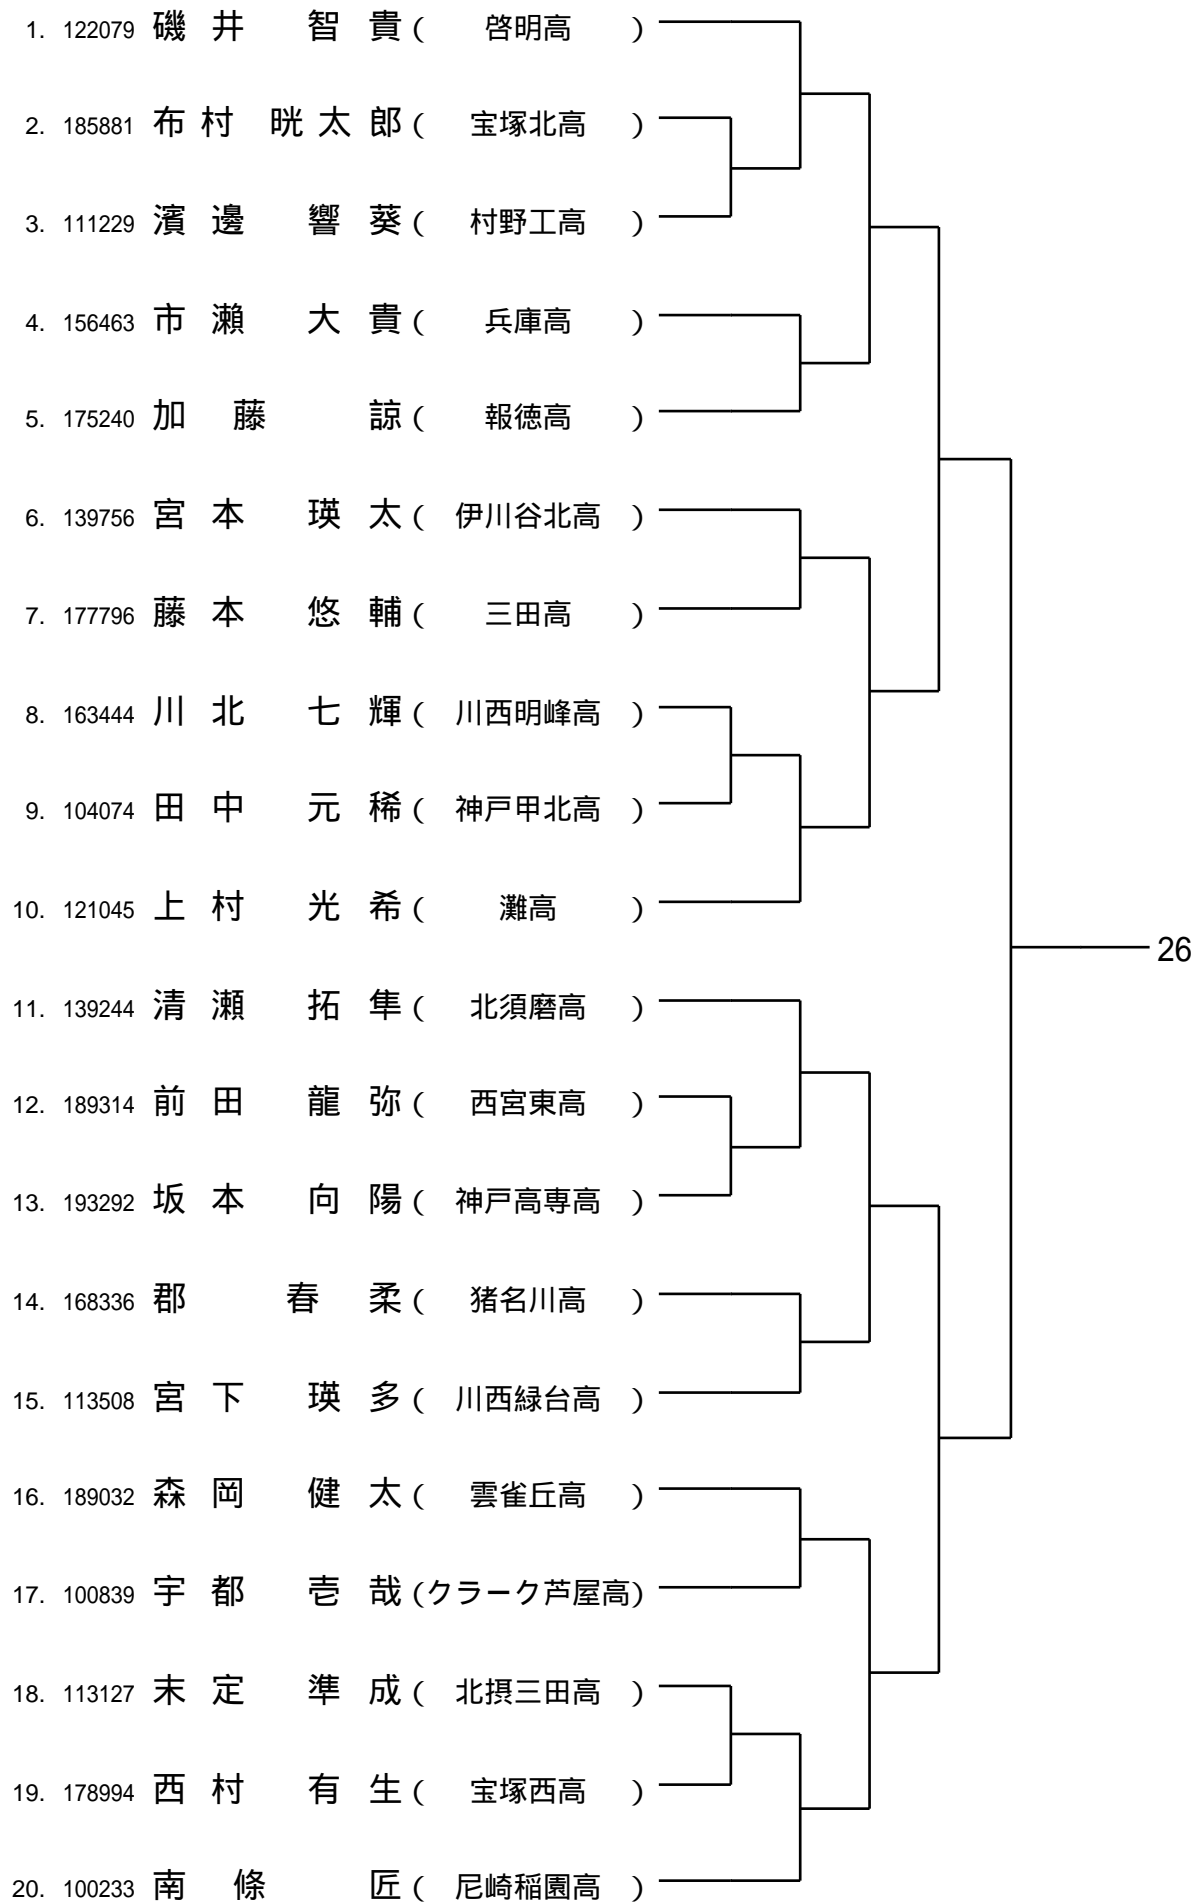 1. 122079 磯井 智貴 ( 啓明高 )
2. 185881 布村 晄太郎 ( 宝塚北高 )
3. 111229 濱邊 響葵 ( 村野工高 )
4. 156463 市瀨 大貴 ( 兵庫高 )
5. 175240 加藤 諒 ( 報徳高 )
6. 139756 宮本 瑛太 ( 伊川谷北高 )
7. 177796 藤本 悠輔 ( 三田高 )
8. 163444 川北 七輝 ( 川西明峰高 )
9. 104074 田中 元稀 ( 神戸甲北高 )
10. 121045 上村 光希 ( 灘高 )
26
11. 139244 清瀬 拓隼 ( 北須磨高 )
12. 189314 前田 龍弥 ( 西宮東高 )
13. 193292 坂本 向陽 ( 神戸高専高 )
14. 168336 郡 春柔 ( 猪名川高 )
15. 113508 宮下 瑛多 ( 川西緑台高 )
16. 189032 森岡 健太 ( 雲雀丘高 )
17. 100839 宇都 壱哉 (クラーク芦屋高)
18. 113127 末定 準成 ( 北摂三田高 )
19. 178994 西村 有生 ( 宝塚西高 )
20. 100233 南條 匠 ( 尼崎稲園高 )